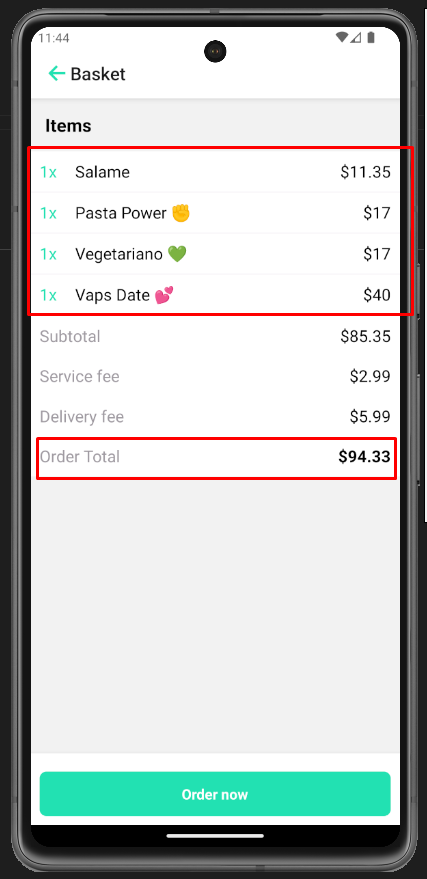 11:44
Basket
Items
1x Salame $11.35
1x Pasta Power ✊ $17
1x Vegetariano 💚 $17
1x Vaps Date 💕 $40
Subtotal $85.35
Service fee $2.99
Delivery fee $5.99
Order Total $94.33
Order now